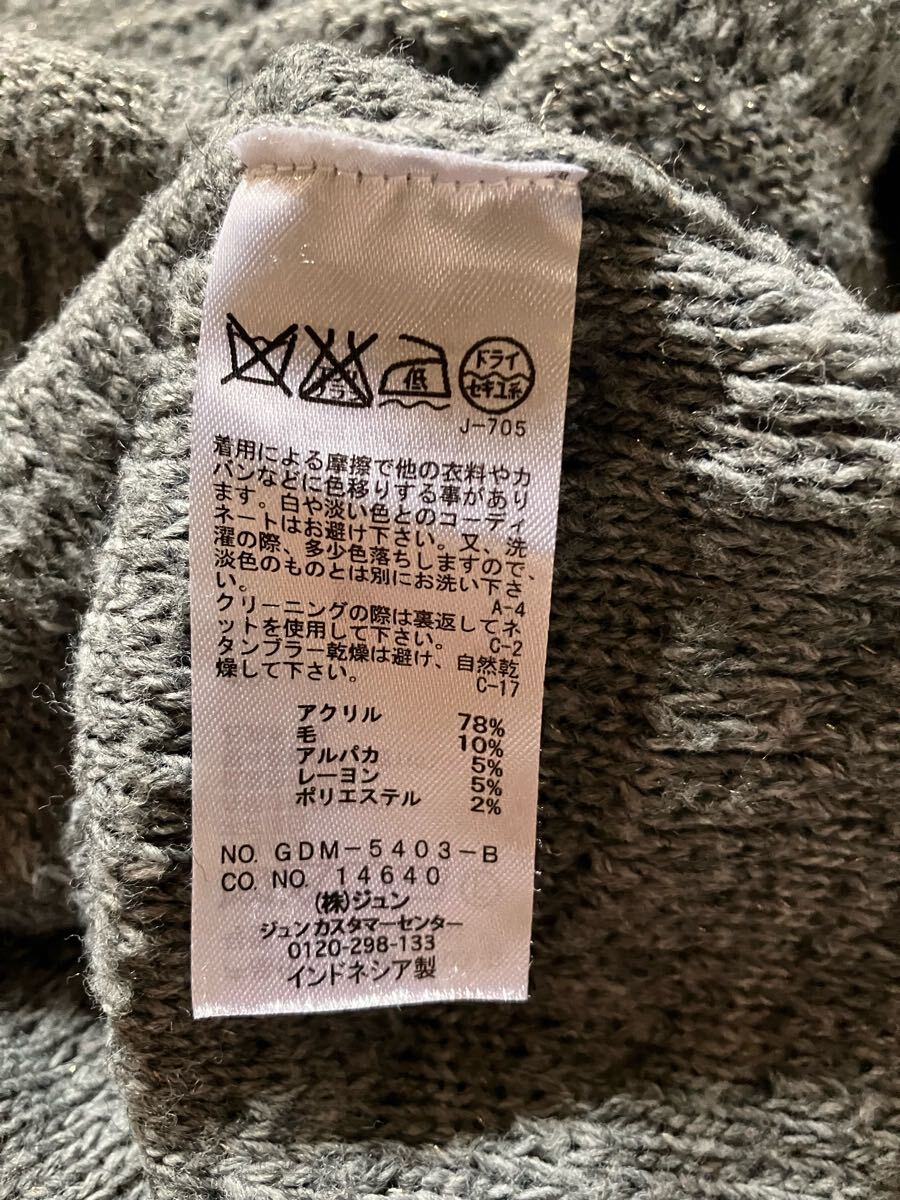 低
ドライ
セキユ系
J-705
着用による摩擦で他の衣料やカ
バンなどに色移りする事があり
ます。白や淡い色とのコーディ
ネートはお避け下さい。又、洗
濯の際、多少色落ちしますので、
淡色のものとは別にお洗い下さ
い。
A-4
クリーニングの際は裏返してネ
ットを使用して下さい。 C-2
タンブラー乾燥は避け、自然乾
燥して下さい。 C-17
アクリル 78%
毛 10%
アルパカ 5%
レーヨン 5%
ポリエステル 2%
NO. GDM-5403-B
CO. NO. 14640
(株)ジュン
ジュンカスタマーセンター
0120-298-133
インドネシア製